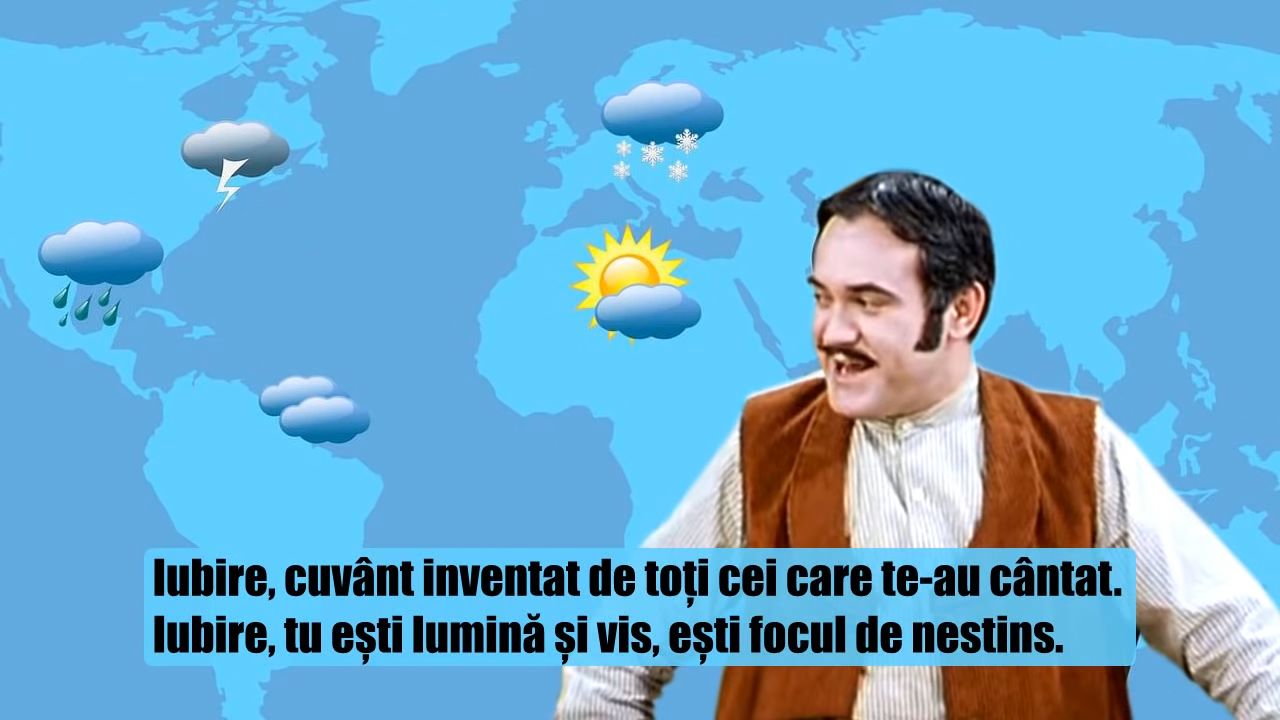 Iubire, cuvânt inventat de toți cei care te-au cântat.
Iubire, tu ești lumină și vis, ești focul de nestins.